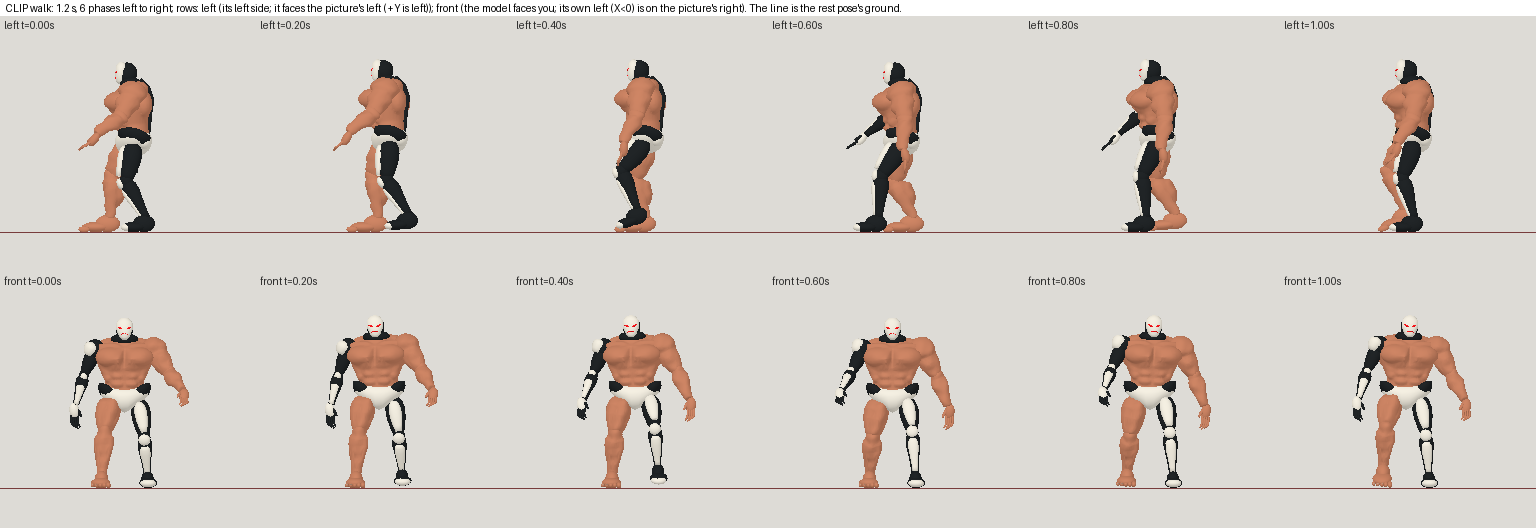 CLIP walk: 1.2 s, 6 phases left to right; rows: left (its left side; it faces the picture's left (+Y is left)); front (the model faces you; its own left (X<0) is on the picture's right). The line is the rest pose's ground.
left t=0.00s left t=0.20s left t=0.40s left t=0.60s left t=0.80s left t=1.00s
front t=0.00s front t=0.20s front t=0.40s front t=0.60s front t=0.80s front t=1.00s